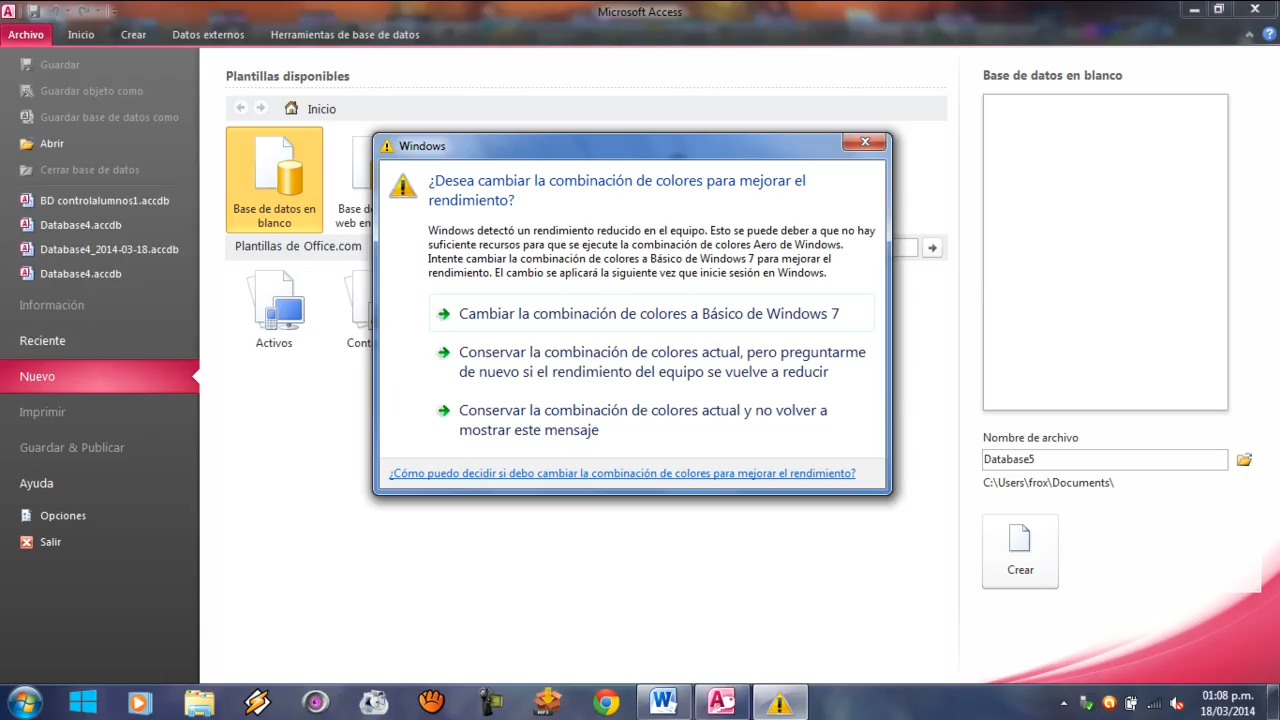 Microsoft Access
Archivo
Inicio
Crear
Datos externos
Herramientas de base de datos
Guardar
Guardar objeto como
Guardar base de datos como
Abrir
Cerrar base de datos
BD controlalumnos1.accdb
Database4.accdb
Database4_2014-03-18.accdb
Database4.accdb
Información
Reciente
Nuevo
Imprimir
Guardar & Publicar
Ayuda
Opciones
Salir
Plantillas disponibles
Inicio
Base de datos en
blanco
Base de
web en
Plantillas de Office.com
Activos
Cont
Windows
¿Desea cambiar la combinación de colores para mejorar el
rendimiento?
Windows detectó un rendimiento reducido en el equipo. Esto se puede deber a que no hay
suficiente recursos para que se ejecute la combinación de colores Aero de Windows.
Intente cambiar la combinación de colores a Básico de Windows 7 para mejorar el
rendimiento. El cambio se aplicará la siguiente vez que inicie sesión en Windows.
Cambiar la combinación de colores a Básico de Windows 7
Conservar la combinación de colores actual, pero preguntarme
de nuevo si el rendimiento del equipo se vuelve a reducir
Conservar la combinación de colores actual y no volver a
mostrar este mensaje
¿Cómo puedo decidir si debo cambiar la combinación de colores para mejorar el rendimiento?
Base de datos en blanco
Nombre de archivo
Database5
C:\Users\frox\Documents\
Crear
01:08 p.m.
18/03/2014